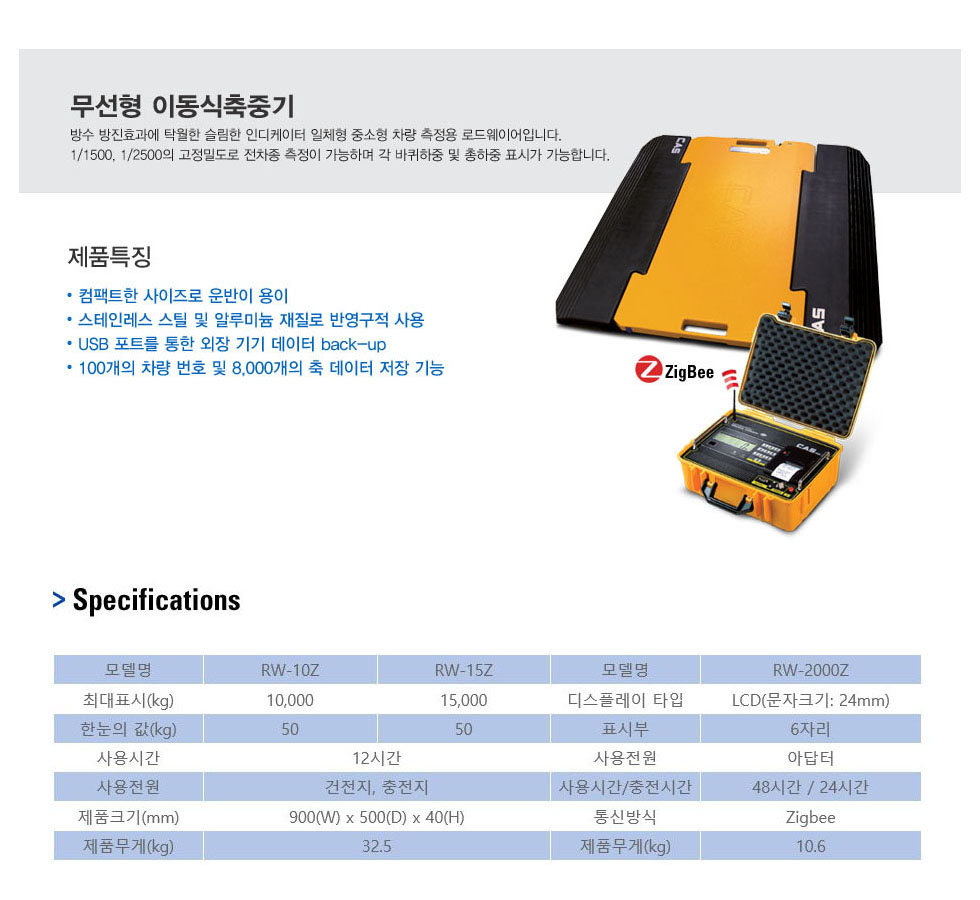 무선형 이동식축중기
방수 방진효과에 탁월한 슬림한 인디케이터 일체형 중소형 차량 측정용 로드웨이어입니다.
1/1500, 1/2500의 고정밀도로 전차종 측정이 가능하며 각 바퀴하중 및 총하중 표시가 가능합니다.
CAS
제품특징
• 컴팩트한 사이즈로 운반이 용이
• 스테인레스 스틸 및 알루미늄 재질로 반영구적 사용
• USB 포트를 통한 외장 기기 데이터 back-up
• 100개의 차량 번호 및 8,000개의 축 데이터 저장 기능
CAS
Z ZigBee
CAS
> Specifications
모델명 RW-10Z RW-15Z 모델명 RW-2000Z
최대표시(kg) 10,000 15,000 디스플레이 타입 LCD(문자크기: 24mm)
한눈의 값(kg) 50 50 표시부 6자리
사용시간 12시간 사용전원 아답터
사용전원 건전지, 충전지 사용시간/충전시간 48시간 / 24시간
제품크기(mm) 900(W) x 500(D) x 40(H) 통신방식 Zigbee
제품무게(kg) 32.5 제품무게(kg) 10.6